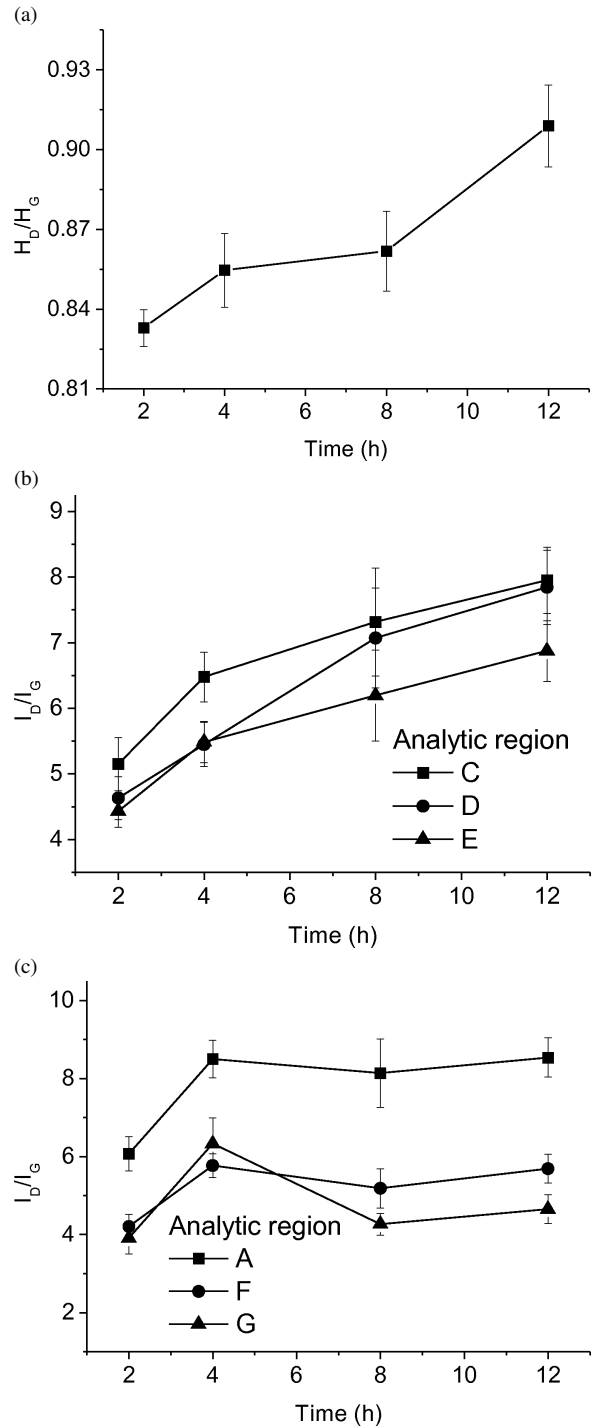 (a)
0.93
0.90
0.87
0.84
0.81
H_D/H_G
2 4 6 8 10 12
Time (h)
(b)
9
8
7
6
5
4
I_D/I_G
Analytic region
C
D
E
2 4 6 8 10 12
Time (h)
(c)
10
8
6
4
2
I_D/I_G
Analytic region
A
F
G
2 4 6 8 10 12
Time (h)